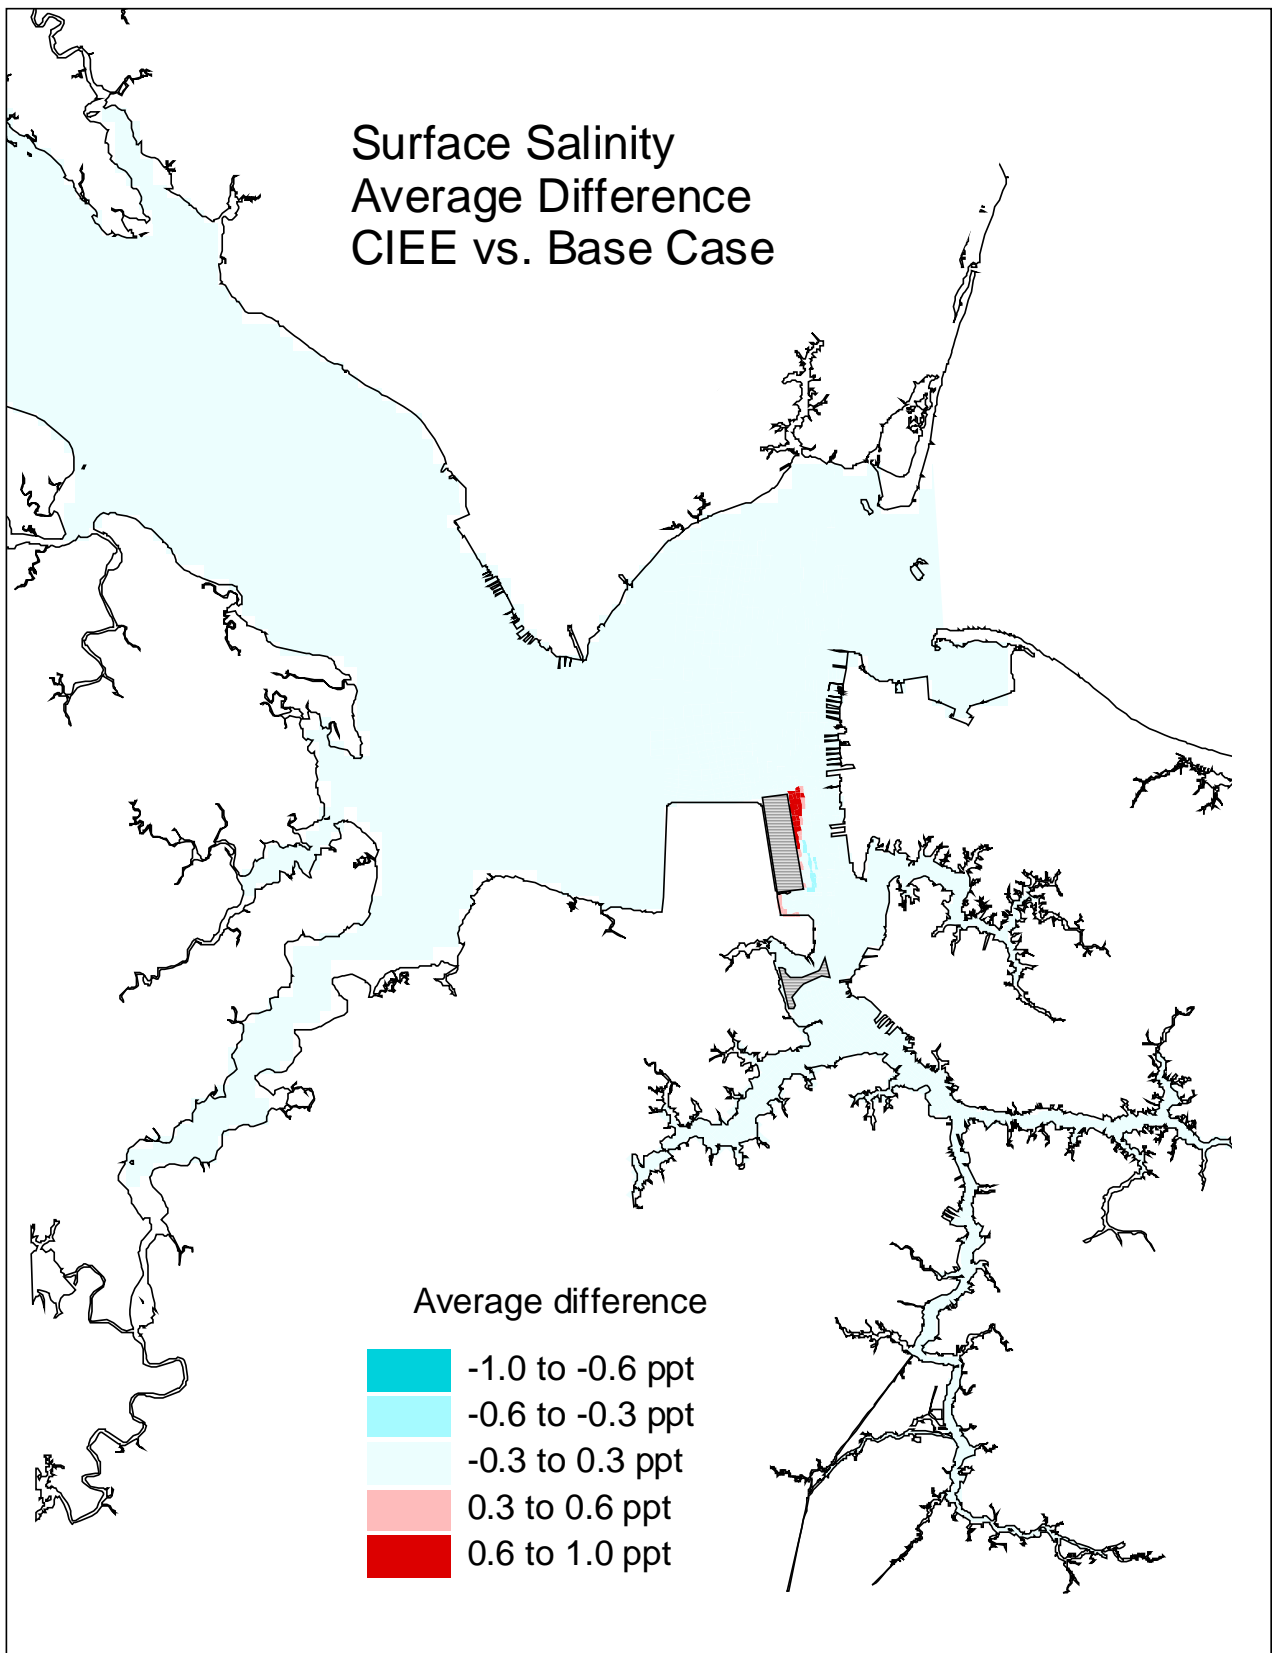 Surface Salinity
Average Difference
CIEE vs. Base Case
Average difference
-1.0 to -0.6 ppt
-0.6 to -0.3 ppt
-0.3 to 0.3 ppt
0.3 to 0.6 ppt
0.6 to 1.0 ppt